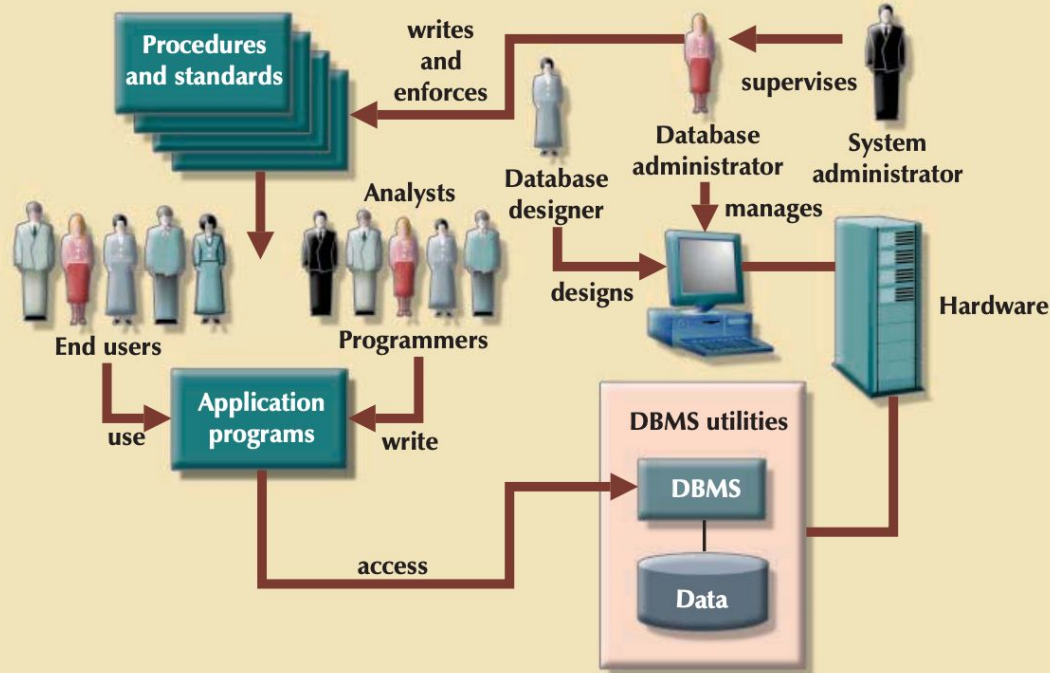 Procedures
and standards
writes
and
enforces
supervises
Database
administrator
System
administrator
Analysts
Database
designer
manages
designs
Hardware
End users
Programmers
Application
programs
use
write
DBMS utilities
DBMS
access
Data